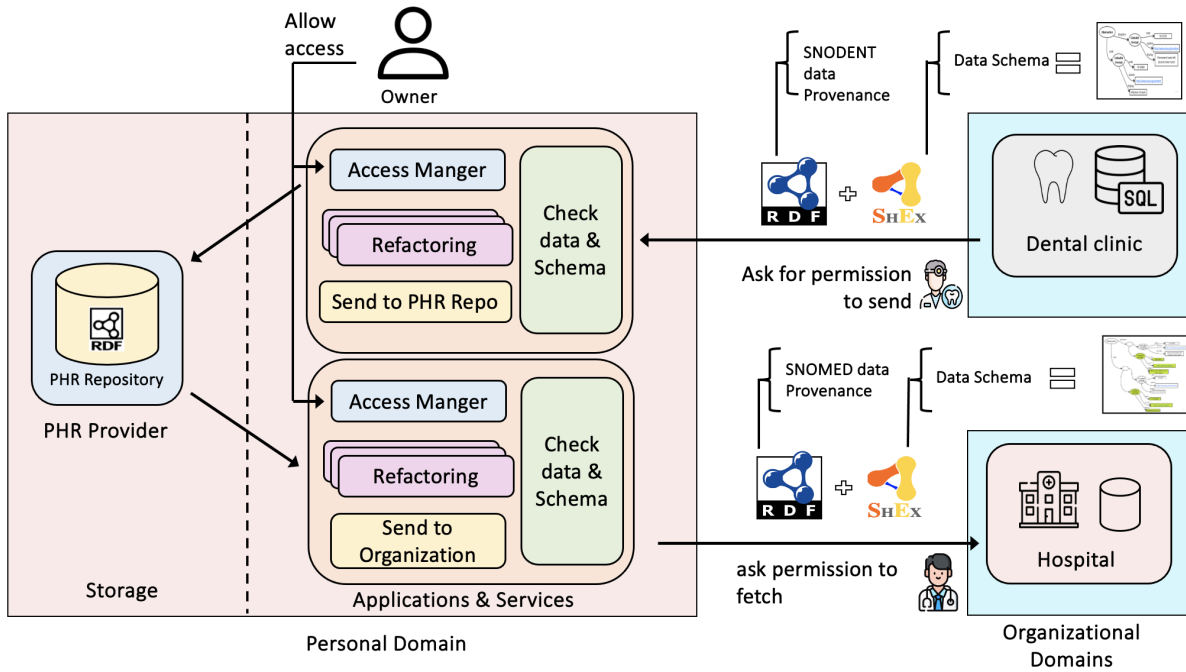 Allow
access
Owner
SNODENT
data
Provenance
Data Schema
RDF
SHEX
SQL
Dental clinic
Access Manger
Refactoring
Send to PHR Repo
Check
data &
Schema
Ask for permission
to send
RDF
PHR Repository
PHR Provider
SNOMED data
Provenance
Data Schema
Access Manger
Refactoring
Send to
Organization
Check
data &
Schema
RDF
SHEX
Hospital
ask permission to
fetch
Storage
Applications & Services
Personal Domain
Organizational
Domains